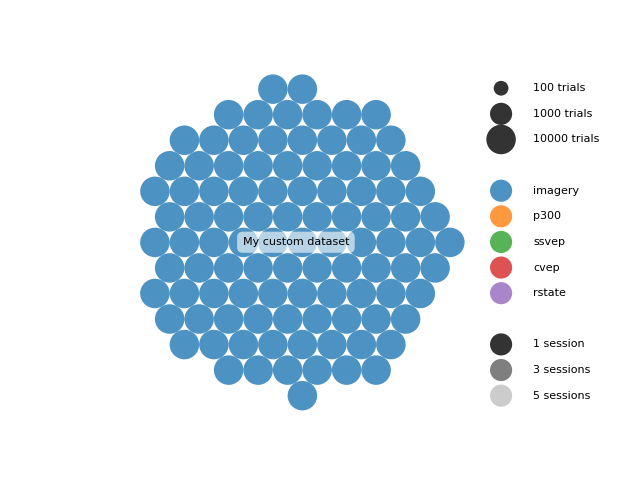 100 trials
1000 trials
10000 trials
imagery
p300
My custom dataset
ssvep
cvep
rstate
1 session
3 sessions
5 sessions